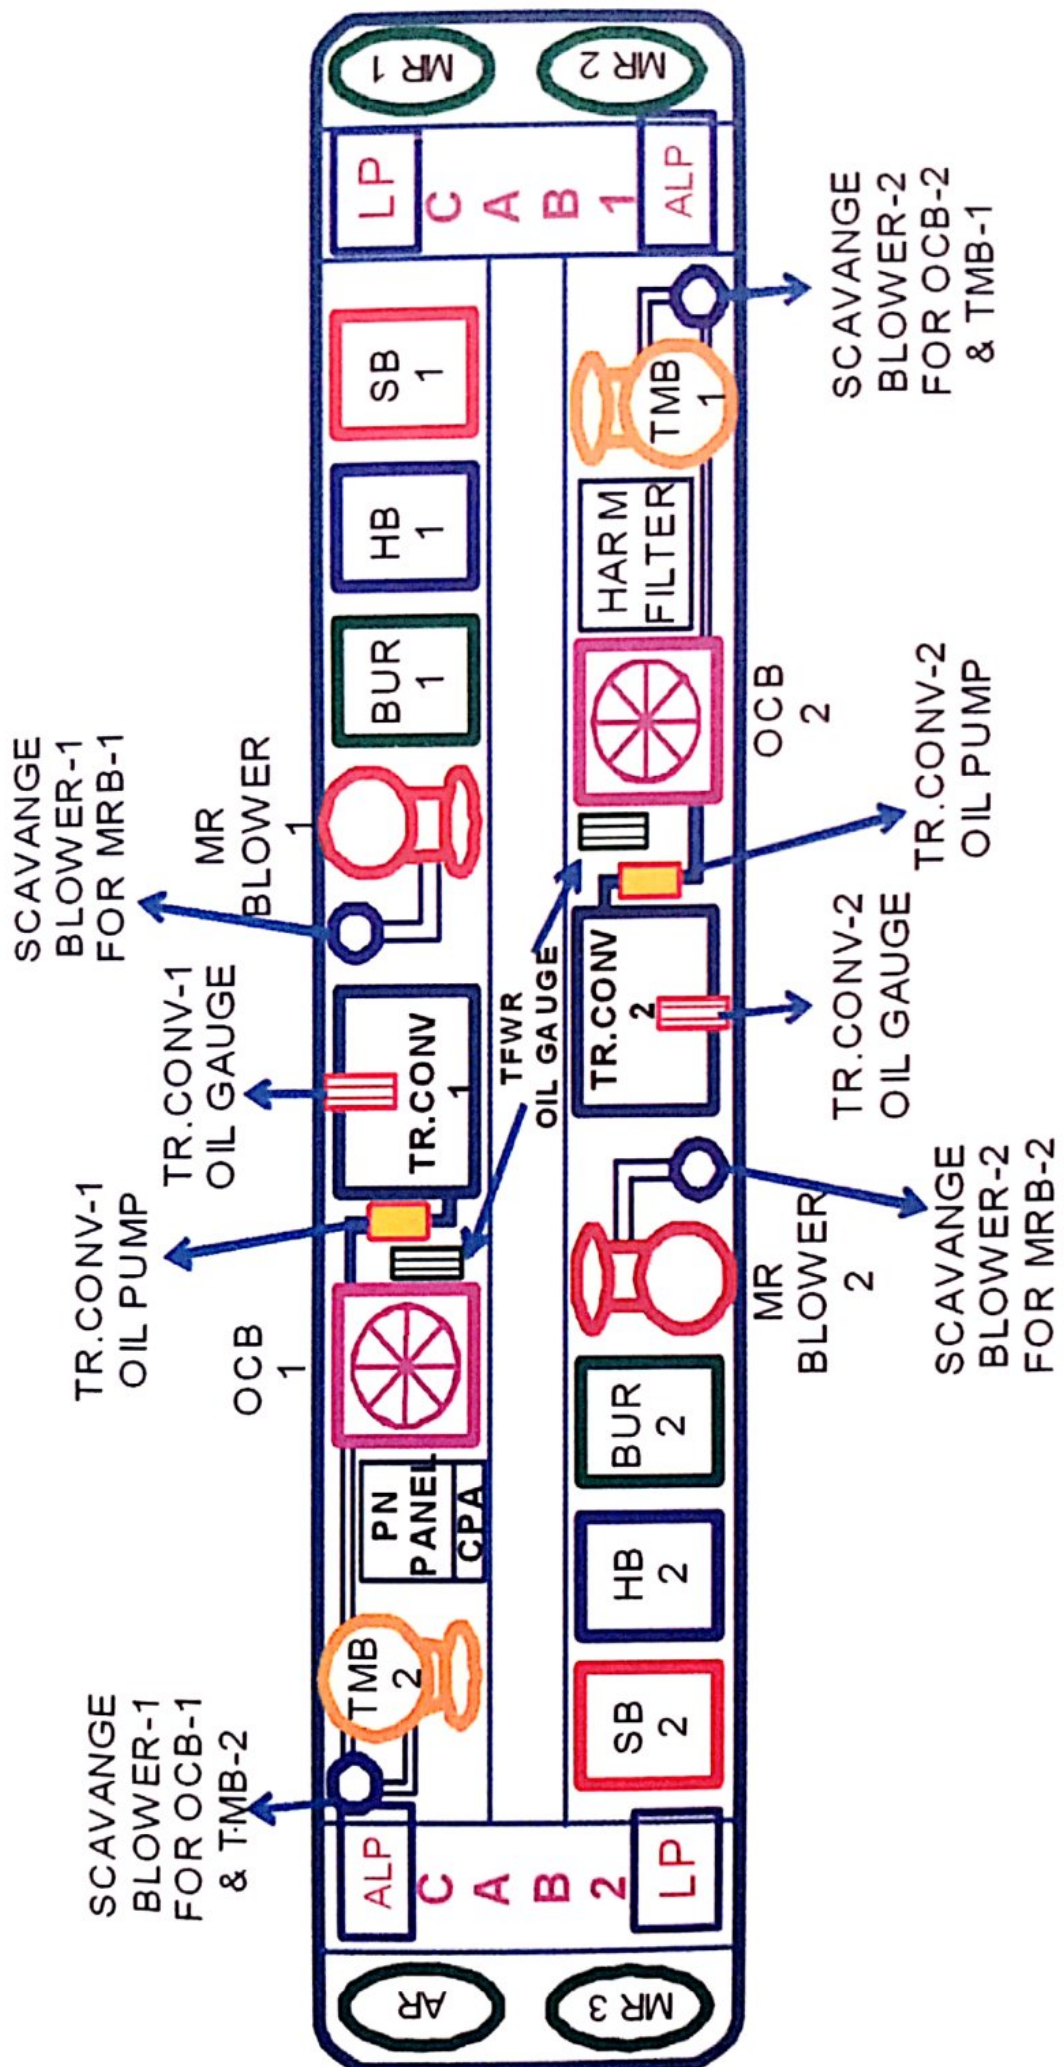 MR 1
MR 2
LP
CAB 1
ALP
SCAVANGE
BLOWER-2
FOR OCB-2
& TMB-1
SB
1
TMB
1
HB
1
HARM
FILTER
BUR
1
OCB
2
SCAVANGE
BLOWER-1
FOR MRB-1
MR
BLOWER
1
TR.CONV-2
OIL PUMP
TR.CONV-1
OIL GAUGE
TR.CONV
1
TFWR
OIL GAUGE
TR.CONV
2
TR.CONV-2
OIL GAUGE
TR.CONV-1
OIL PUMP
MR
BLOWER
2
SCAVANGE
BLOWER-2
FOR MRB-2
OCB
1
BUR
2
PN
PANEL
CPA
HB
2
TMB
2
SB
2
SCAVANGE
BLOWER-1
FOR OCB-1
& TMB-2
ALP
CAB 2
LP
AR
MR 3